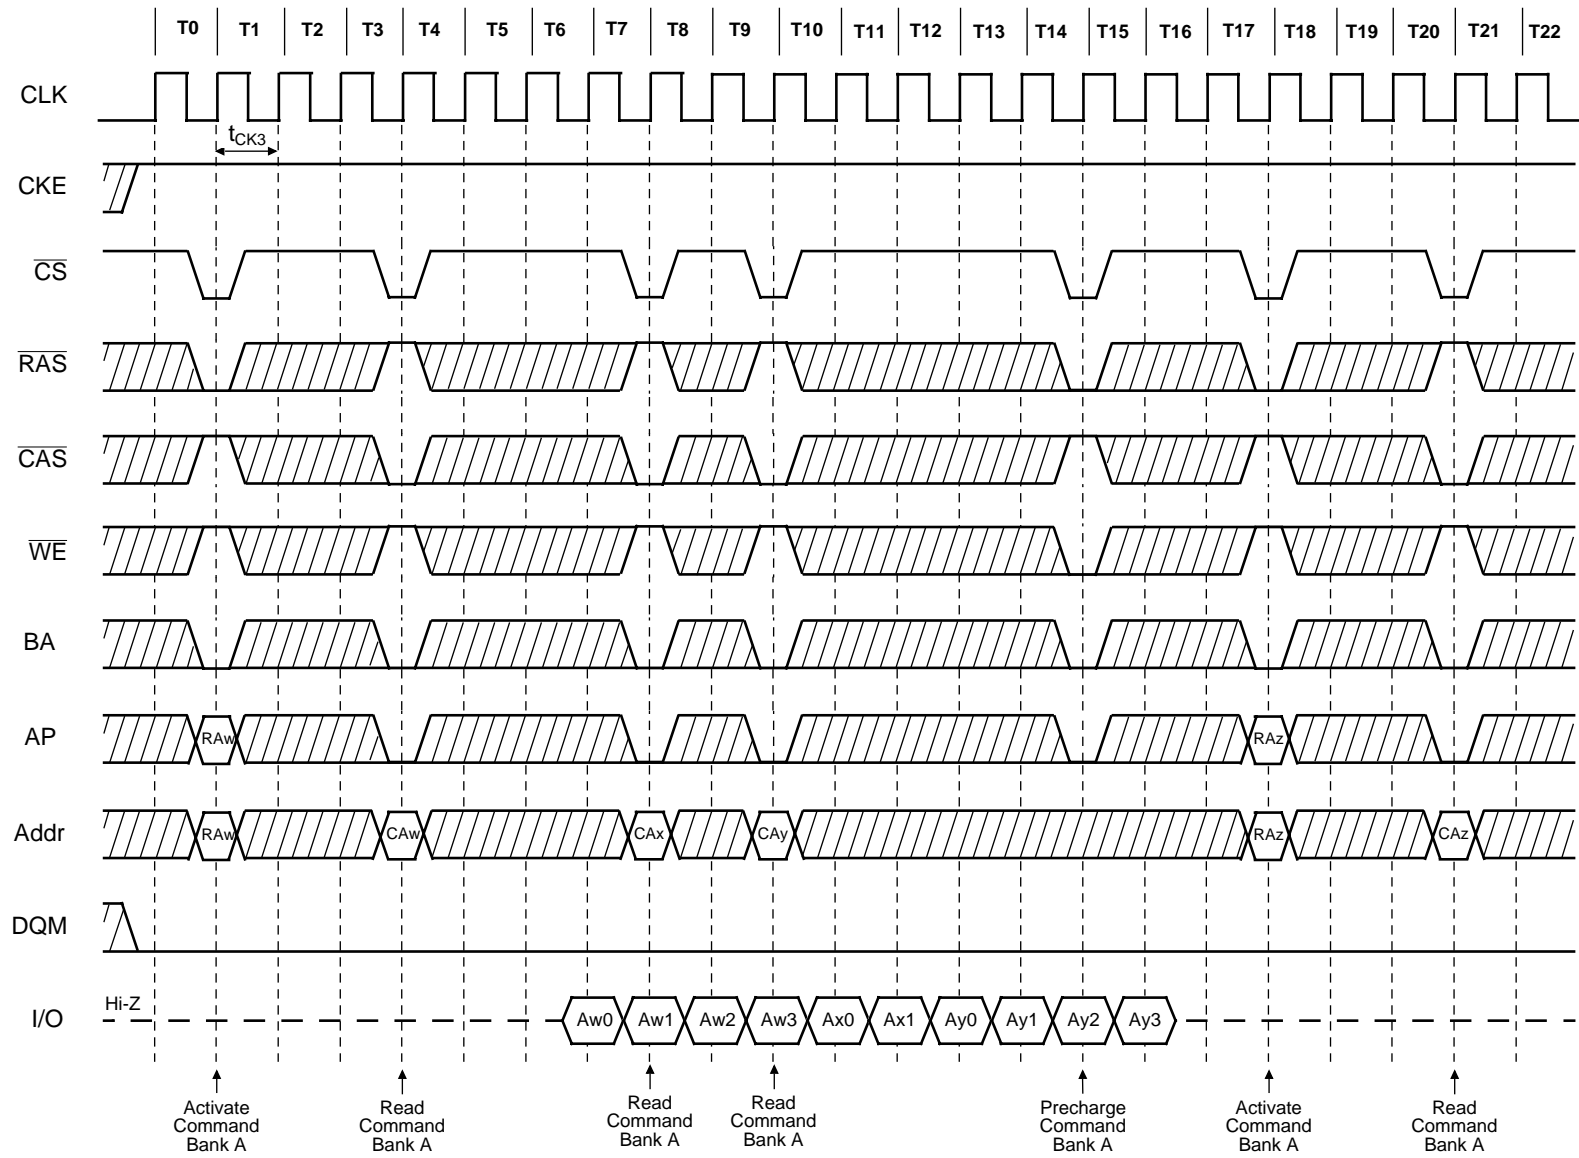 T0 T1 T2 T3 T4 T5 T6 T7 T8 T9 T10 T11 T12 T13 T14 T15 T16 T17 T18 T19 T20 T21 T22
CLK
tCK3
CKE
CS
RAS
CAS
WE
BA
AP RAw RAz
Addr RAw CAw CAx CAy RAz CAz
DQM
Hi-Z
I/O Aw0 Aw1 Aw2 Aw3 Ax0 Ax1 Ay0 Ay1 Ay2 Ay3
Activate
Command
Bank A
Read
Command
Bank A
Read
Command
Bank A
Read
Command
Bank A
Precharge
Command
Bank A
Activate
Command
Bank A
Read
Command
Bank A